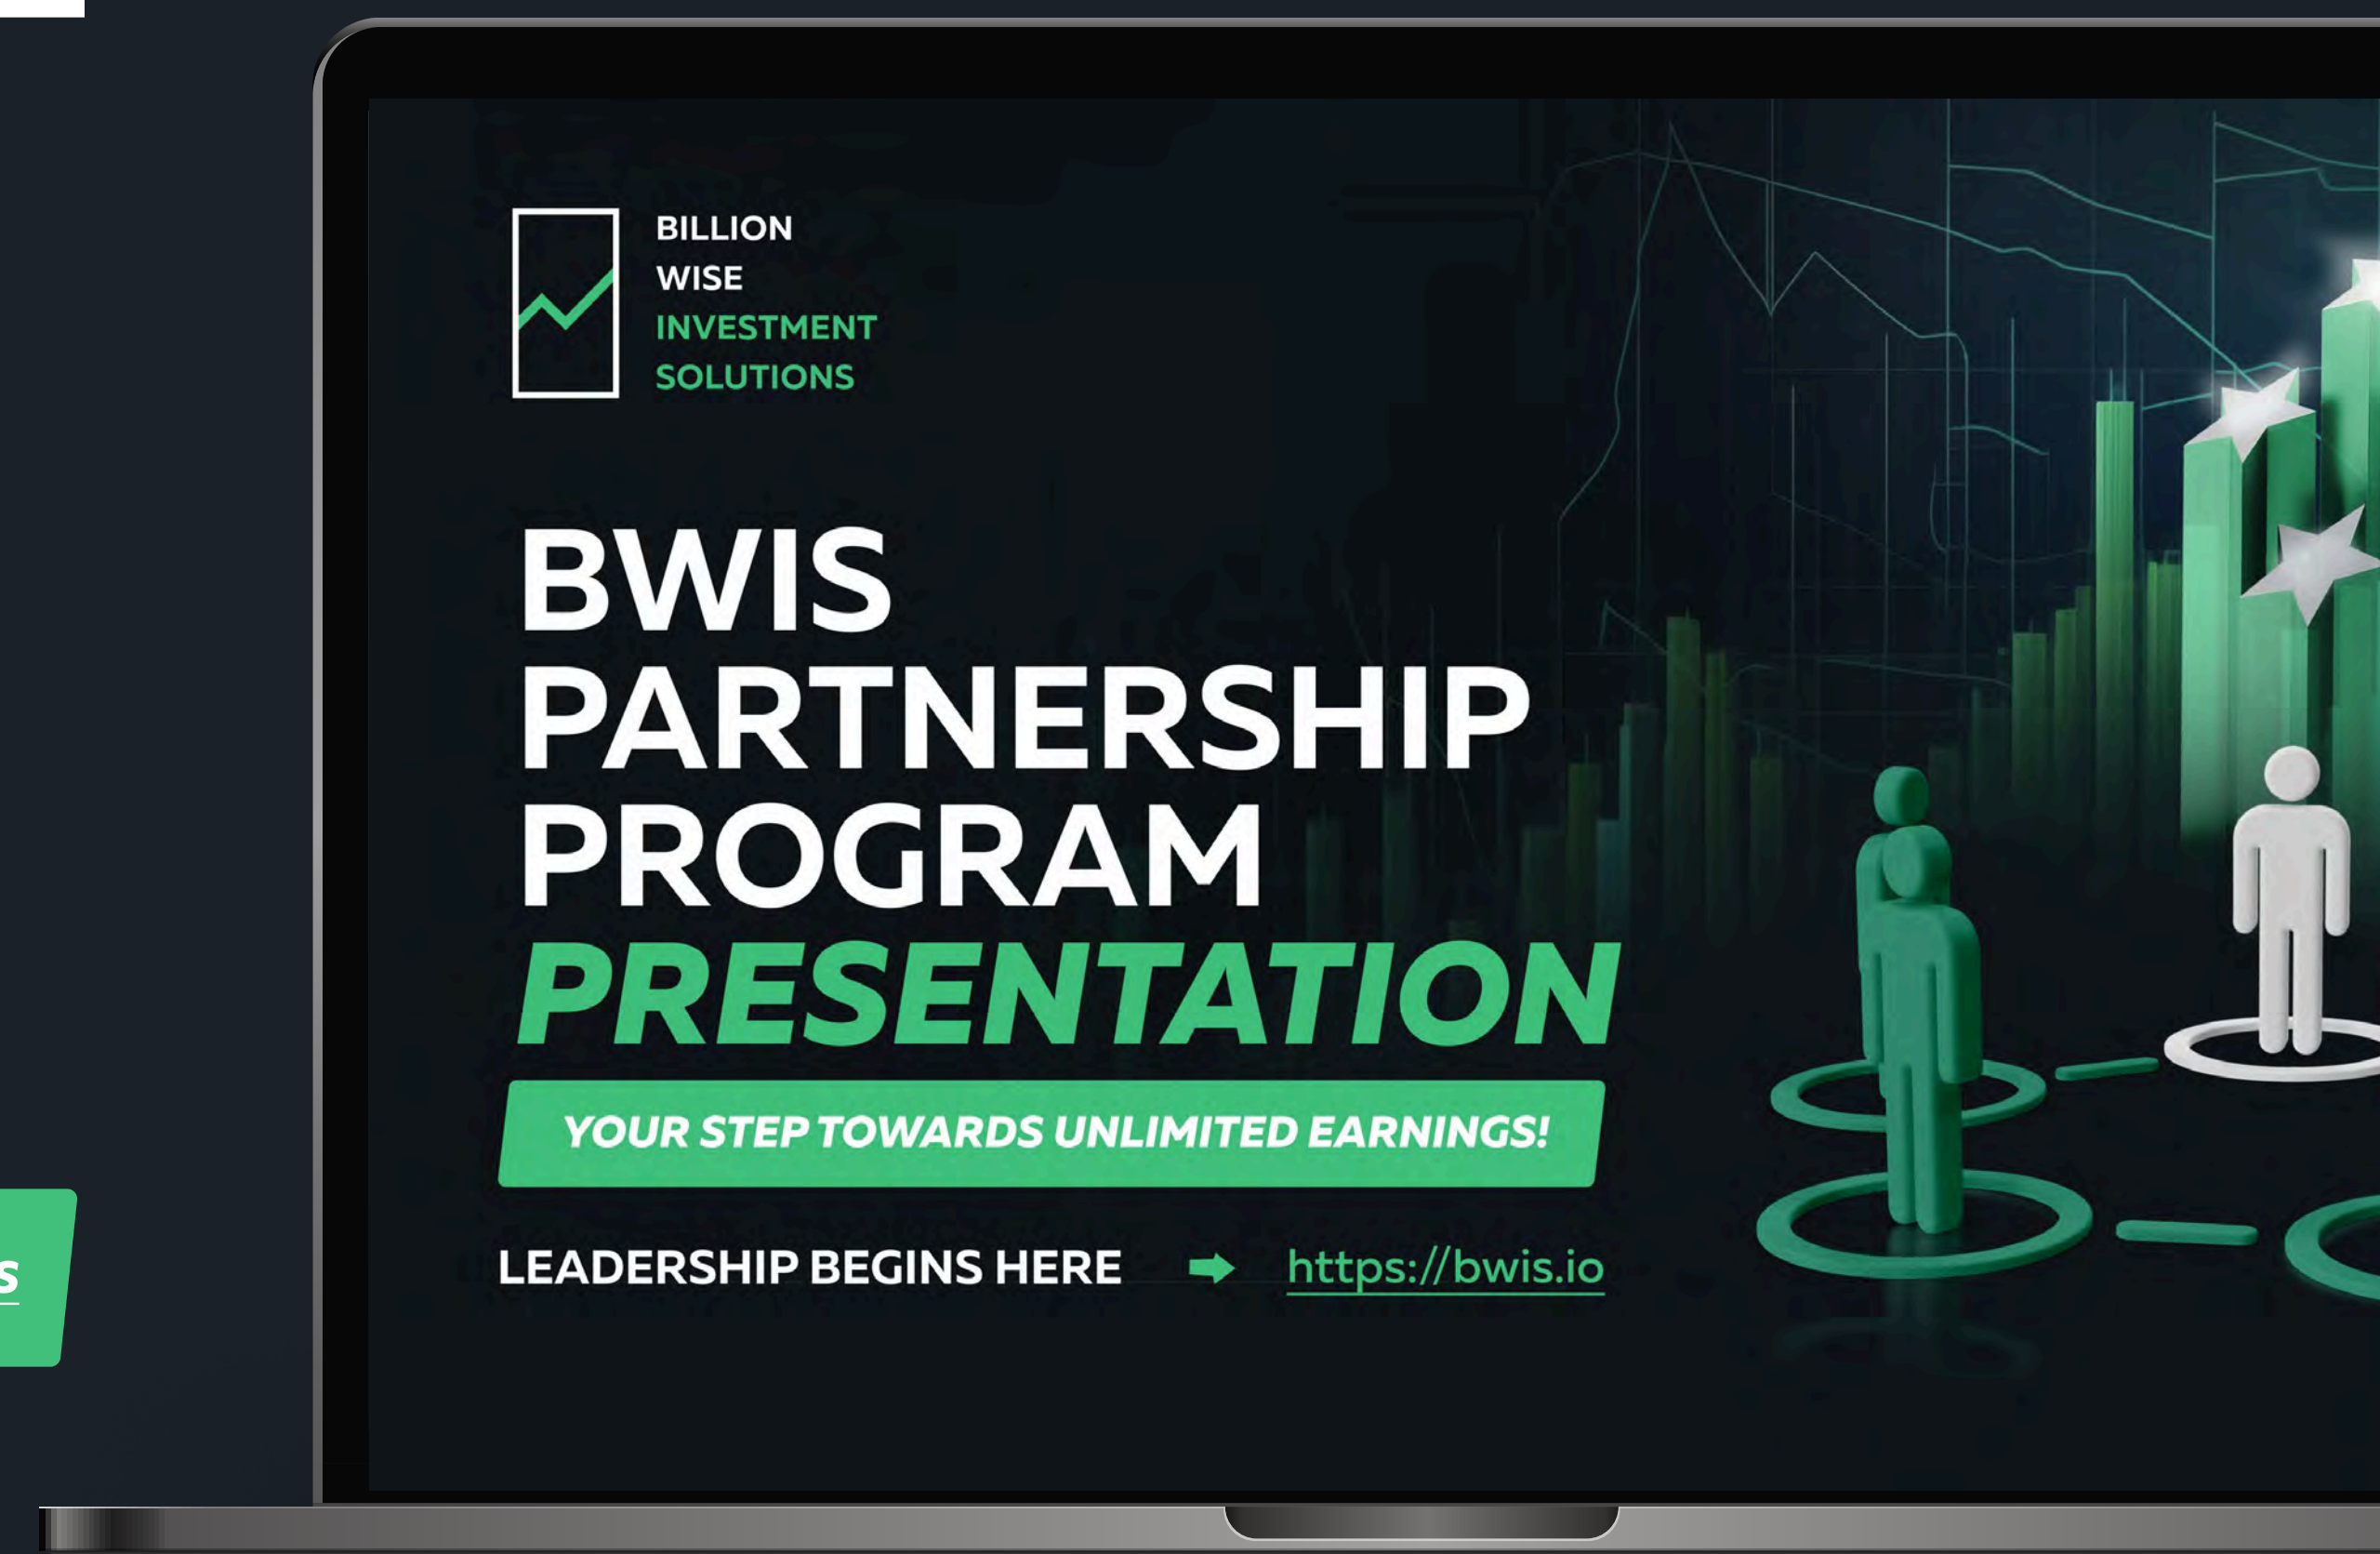 BILLION
WISE
INVESTMENT
SOLUTIONS
BWIS
PARTNERSHIP
PROGRAM
PRESENTATION
YOUR STEP TOWARDS UNLIMITED EARNINGS!
LEADERSHIP BEGINS HERE https://bwis.io